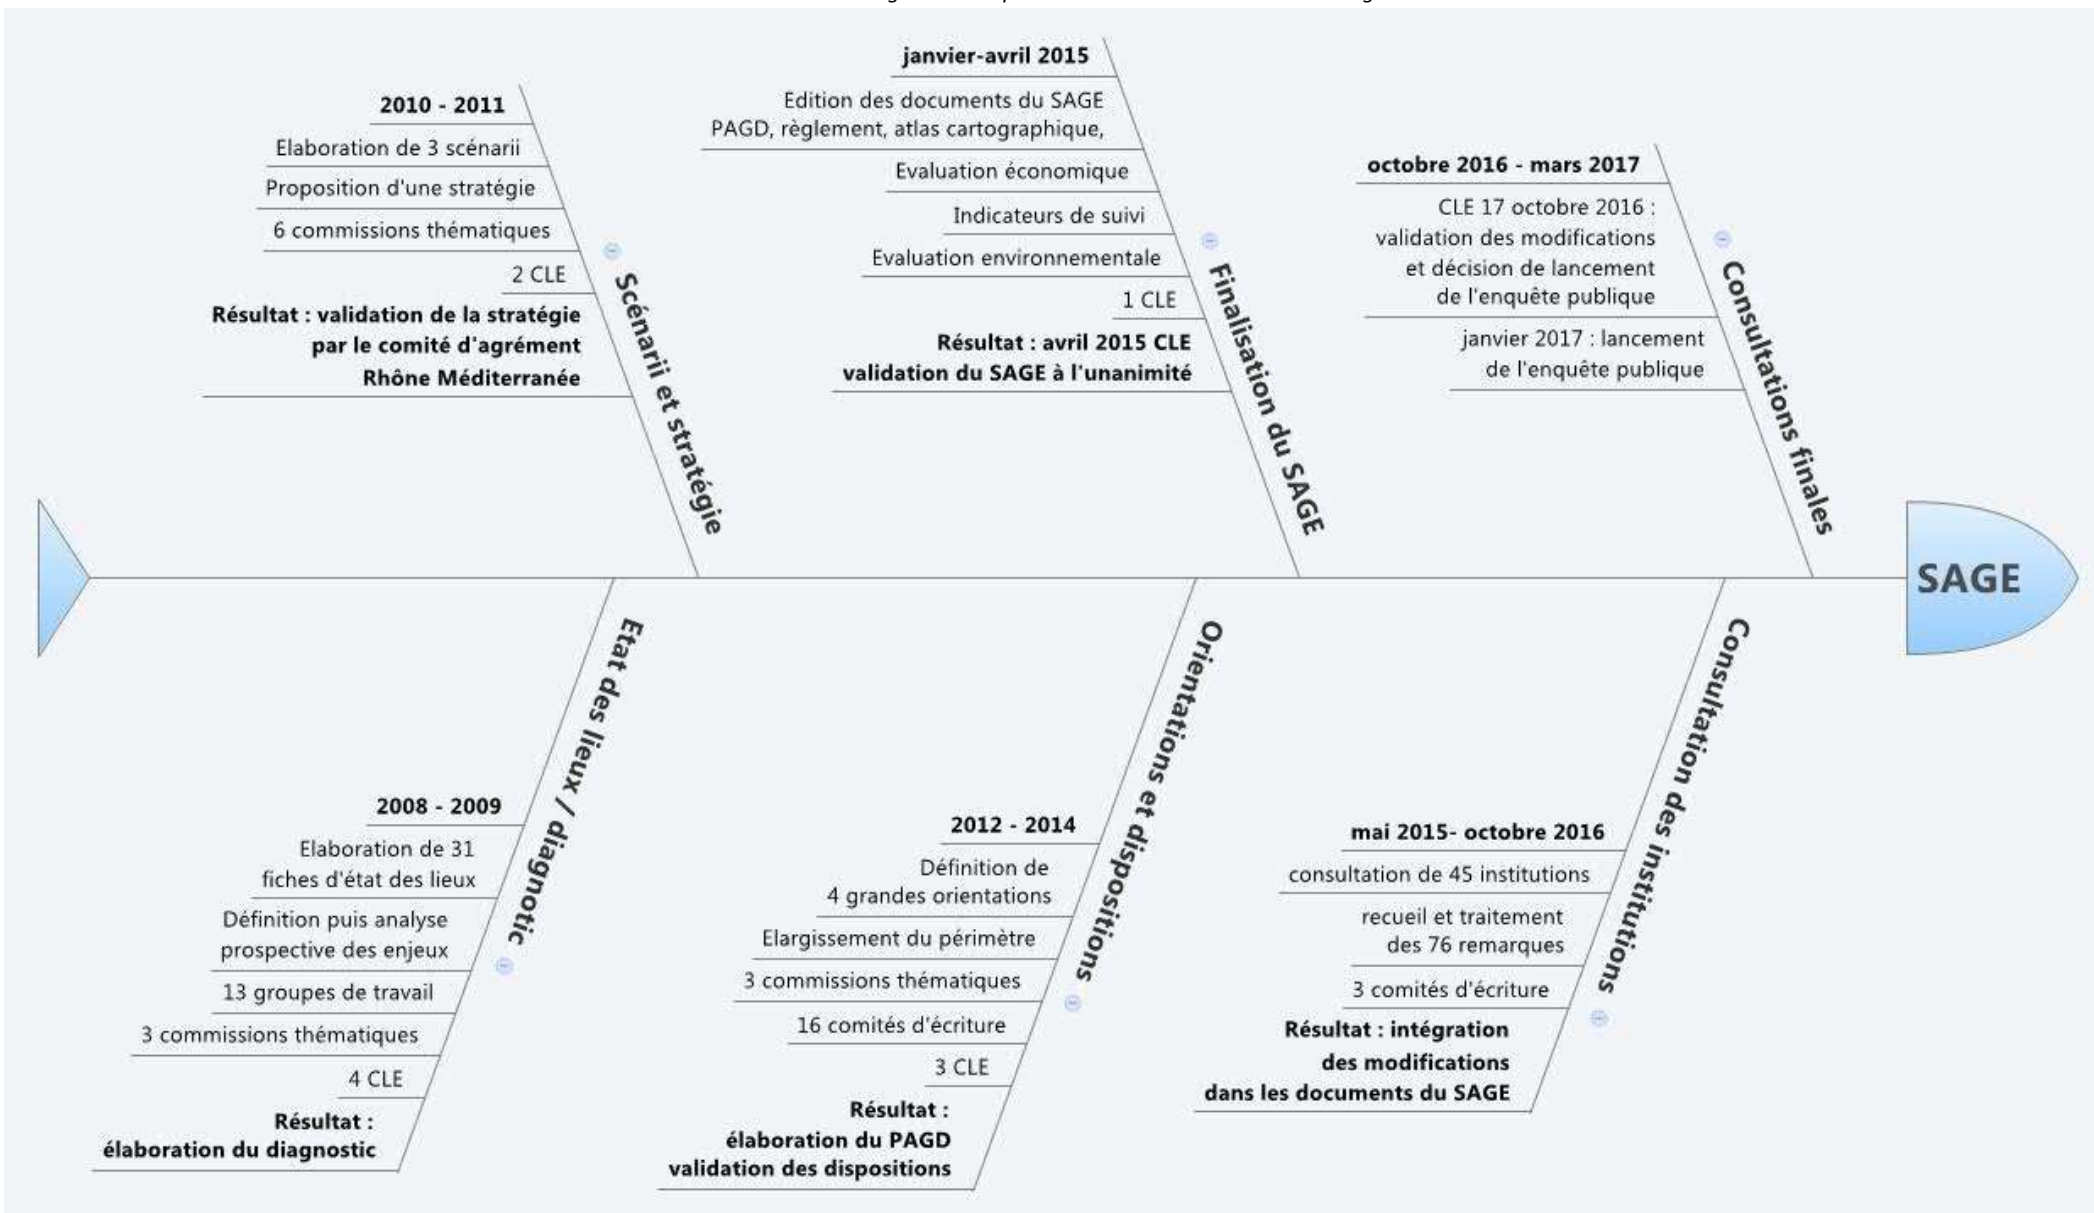 2010 - 2011
Elaboration de 3 scénarii
Proposition d'une stratégie
6 commissions thématiques
2 CLE
Résultat : validation de la stratégie
par le comité d'agrément
Rhône Méditerranée
Scénarii et stratégie
janvier-avril 2015
Edition des documents du SAGE
PAGD, règlement, atlas cartographique,
Evaluation économique
Indicateurs de suivi
Evaluation environnementale
1 CLE
Résultat : avril 2015 CLE
validation du SAGE à l'unanimité
Finalisation du SAGE
octobre 2016 - mars 2017
CLE 17 octobre 2016 :
validation des modifications
et décision de lancement
de l'enquête publique
janvier 2017 : lancement
de l'enquête publique
Consultations finales
SAGE
Etat des lieux / diagnotic
2008 - 2009
Elaboration de 31
fiches d'état des lieux
Définition puis analyse
prospective des enjeux
13 groupes de travail
3 commissions thématiques
4 CLE
Résultat :
élaboration du diagnostic
Orientations et dispositions
2012 - 2014
Définition de
4 grandes orientations
Elargissement du périmètre
3 commissions thématiques
16 comités d'écriture
3 CLE
Résultat :
élaboration du PAGD
validation des dispositions
Consultation des institutions
mai 2015- octobre 2016
consultation de 45 institutions
recueil et traitement
des 76 remarques
3 comités d'écriture
Résultat : intégration
des modifications
dans les documents du SAGE